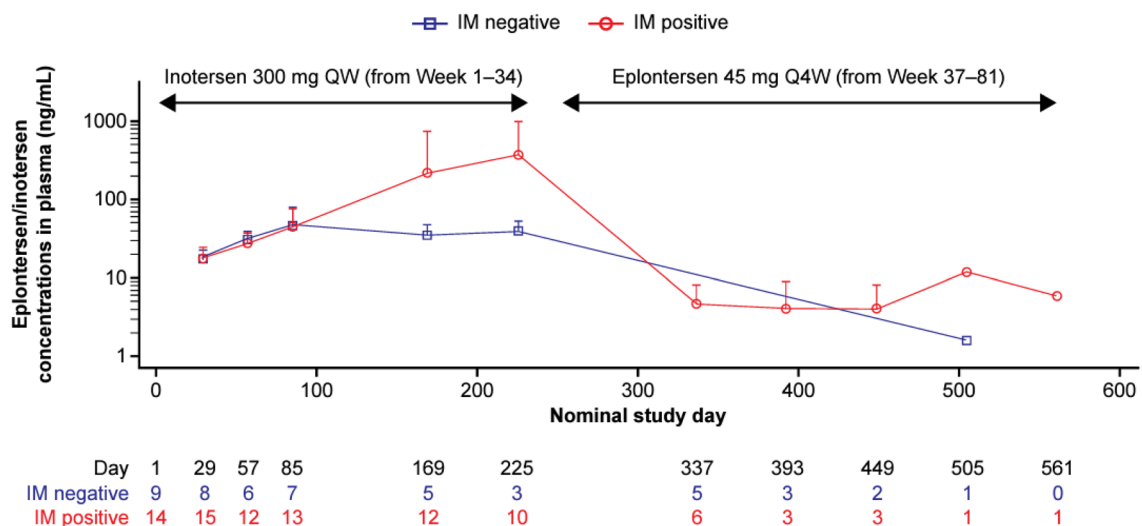 IM negative IM positive
Inotersen 300 mg QW (from Week 1–34) Eplontersen 45 mg Q4W (from Week 37–81)
Eplontersen/inotersen
concentrations in plasma (ng/mL)
1000
100
10
1
0 100 200 300 400 500 600
Nominal study day
Day 1 29 57 85 169 225 337 393 449 505 561
IM negative 9 8 6 7 5 3 5 3 2 1 0
IM positive 14 15 12 13 12 10 6 3 3 1 1